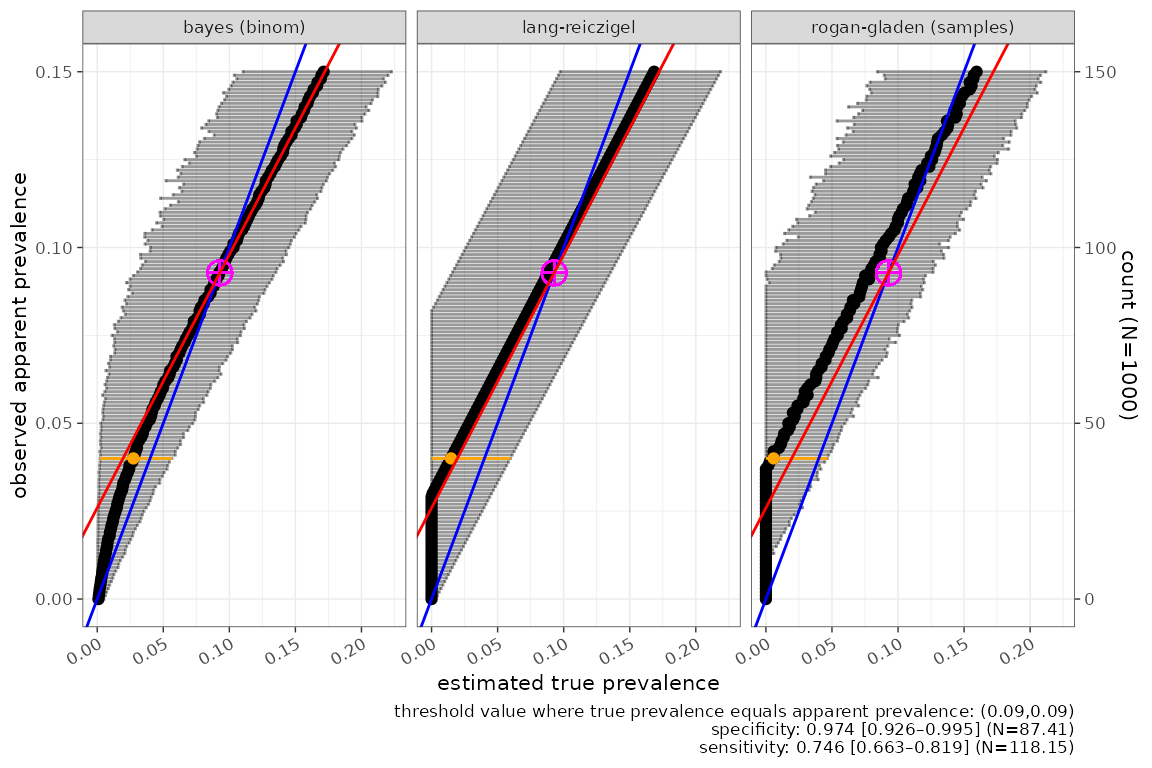 bayes (binom)
lang-reiczigel
rogan-gladen (samples)
observed apparent prevalence
0.15
0.10
0.05
0.00
150
100
50
0
count (N=1000)
0.00 0.05 0.10 0.15 0.20
0.00 0.05 0.10 0.15 0.20
0.00 0.05 0.10 0.15 0.20
estimated true prevalence
threshold value where true prevalence equals apparent prevalence: (0.09,0.09)
specificity: 0.974 [0.926–0.995] (N=87.41)
sensitivity: 0.746 [0.663–0.819] (N=118.15)